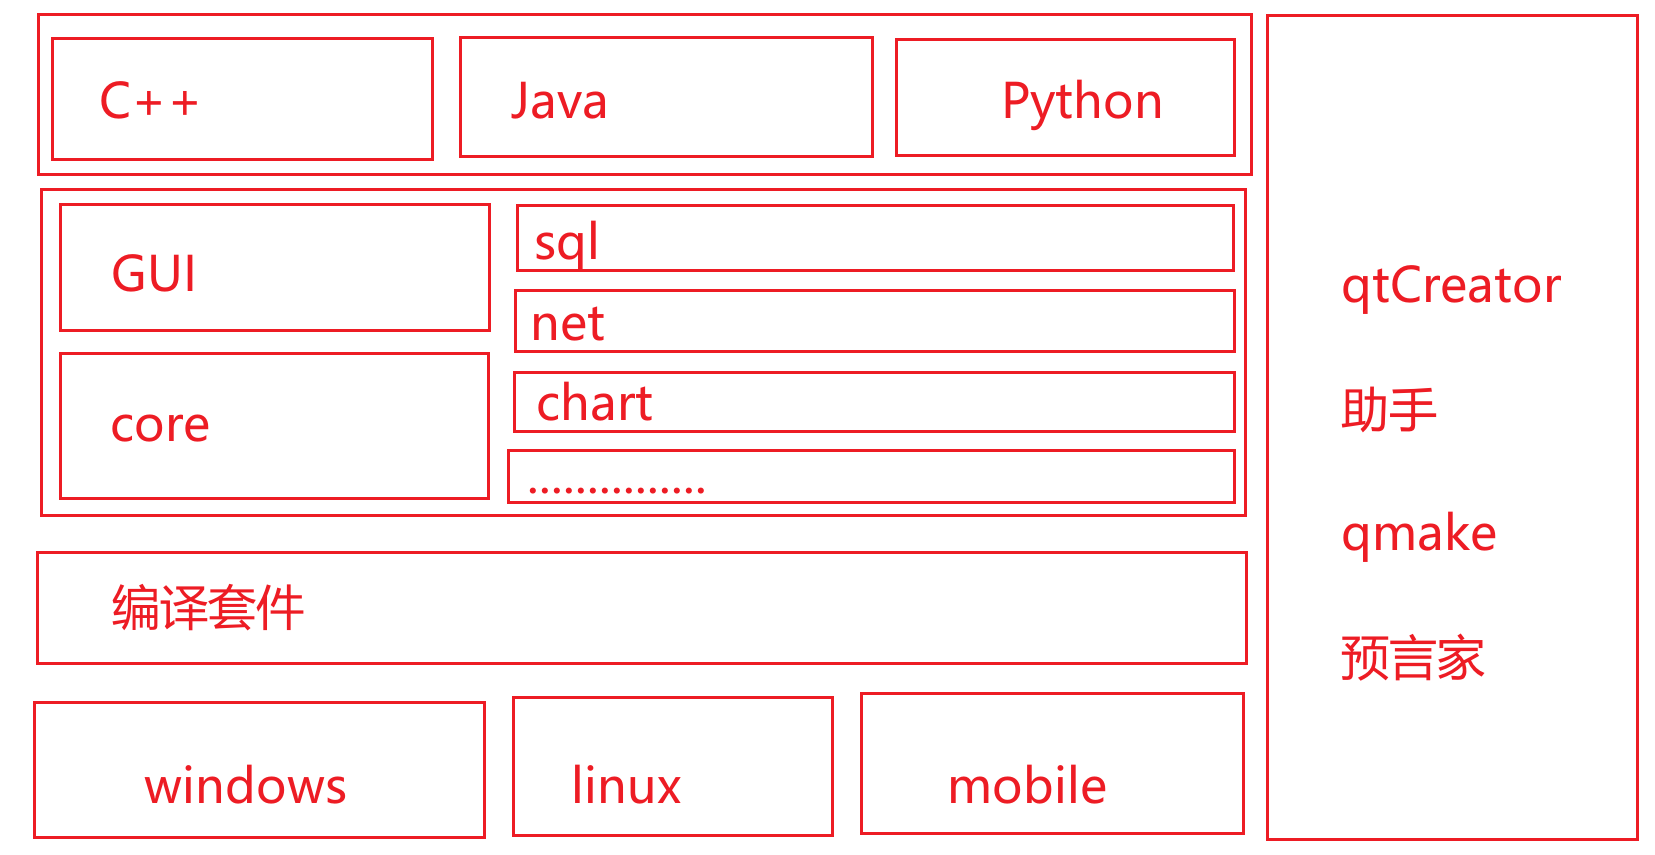 C++
Java
Python
GUI
core
sql
net
chart
...............
编译套件
windows
linux
mobile
qtCreator
助手
qmake
预言家